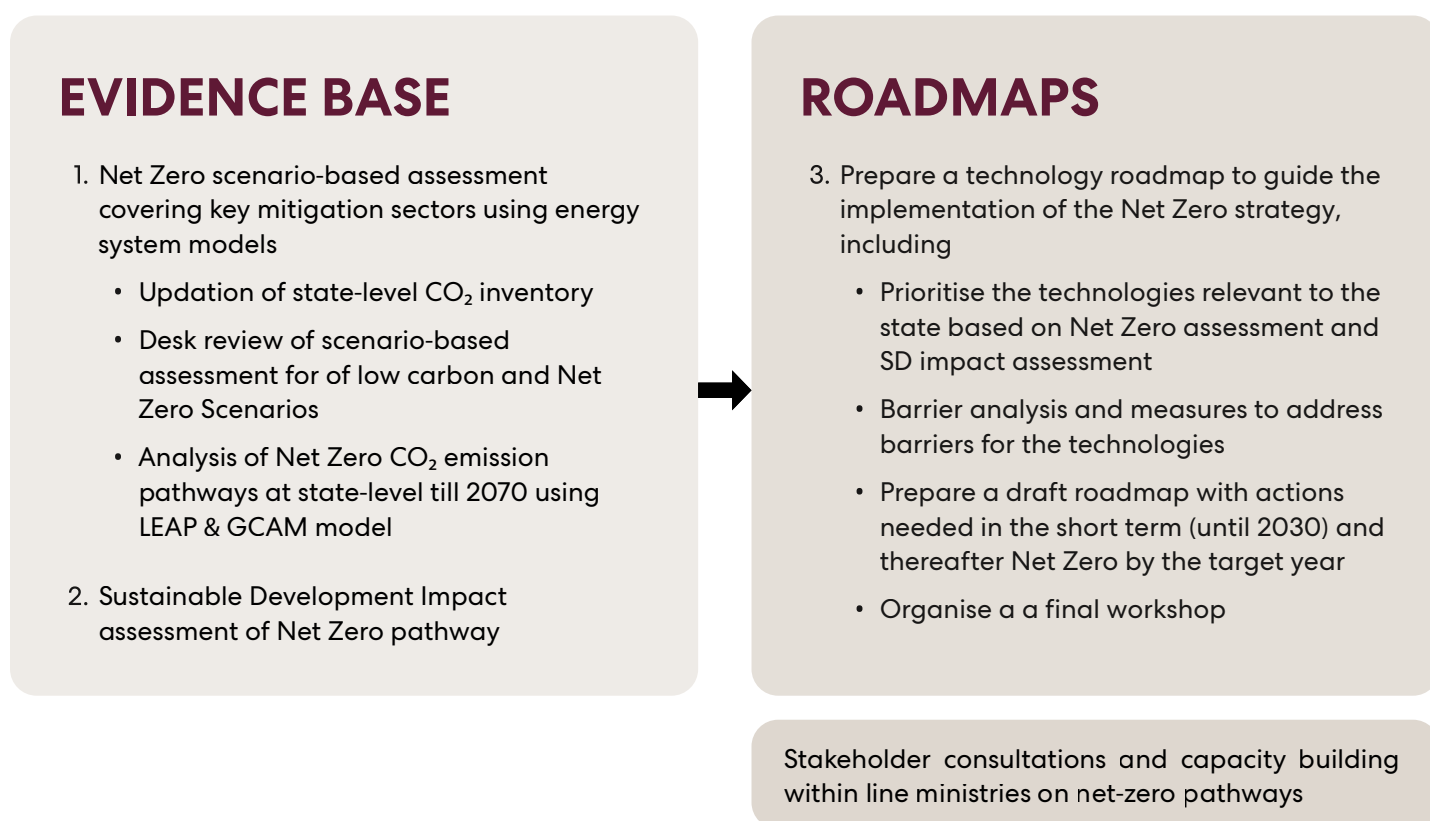 EVIDENCE BASE
1. Net Zero scenario-based assessment
covering key mitigation sectors using energy
system models
• Updation of state-level CO₂ inventory
• Desk review of scenario-based
assessment for of low carbon and Net
Zero Scenarios
• Analysis of Net Zero CO₂ emission
pathways at state-level till 2070 using
LEAP & GCAM model
2. Sustainable Development Impact
assessment of Net Zero pathway
ROADMAPS
3. Prepare a technology roadmap to guide the
implementation of the Net Zero strategy,
including
• Prioritise the technologies relevant to the
state based on Net Zero assessment and
SD impact assessment
• Barrier analysis and measures to address
barriers for the technologies
• Prepare a draft roadmap with actions
needed in the short term (until 2030) and
thereafter Net Zero by the target year
• Organise a a final workshop
Stakeholder consultations and capacity building
within line ministries on net-zero pathways